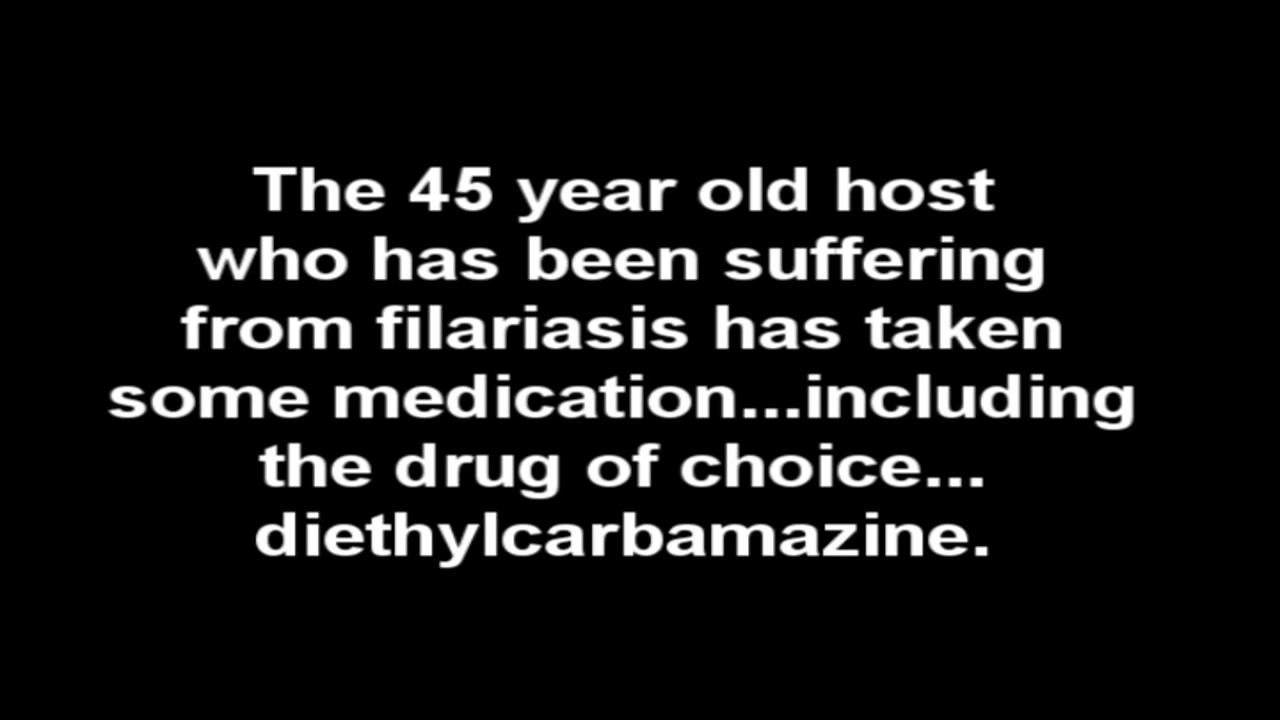 The 45 year old host
who has been suffering
from filariasis has taken
some medication...including
the drug of choice...
diethylcarbamazine.